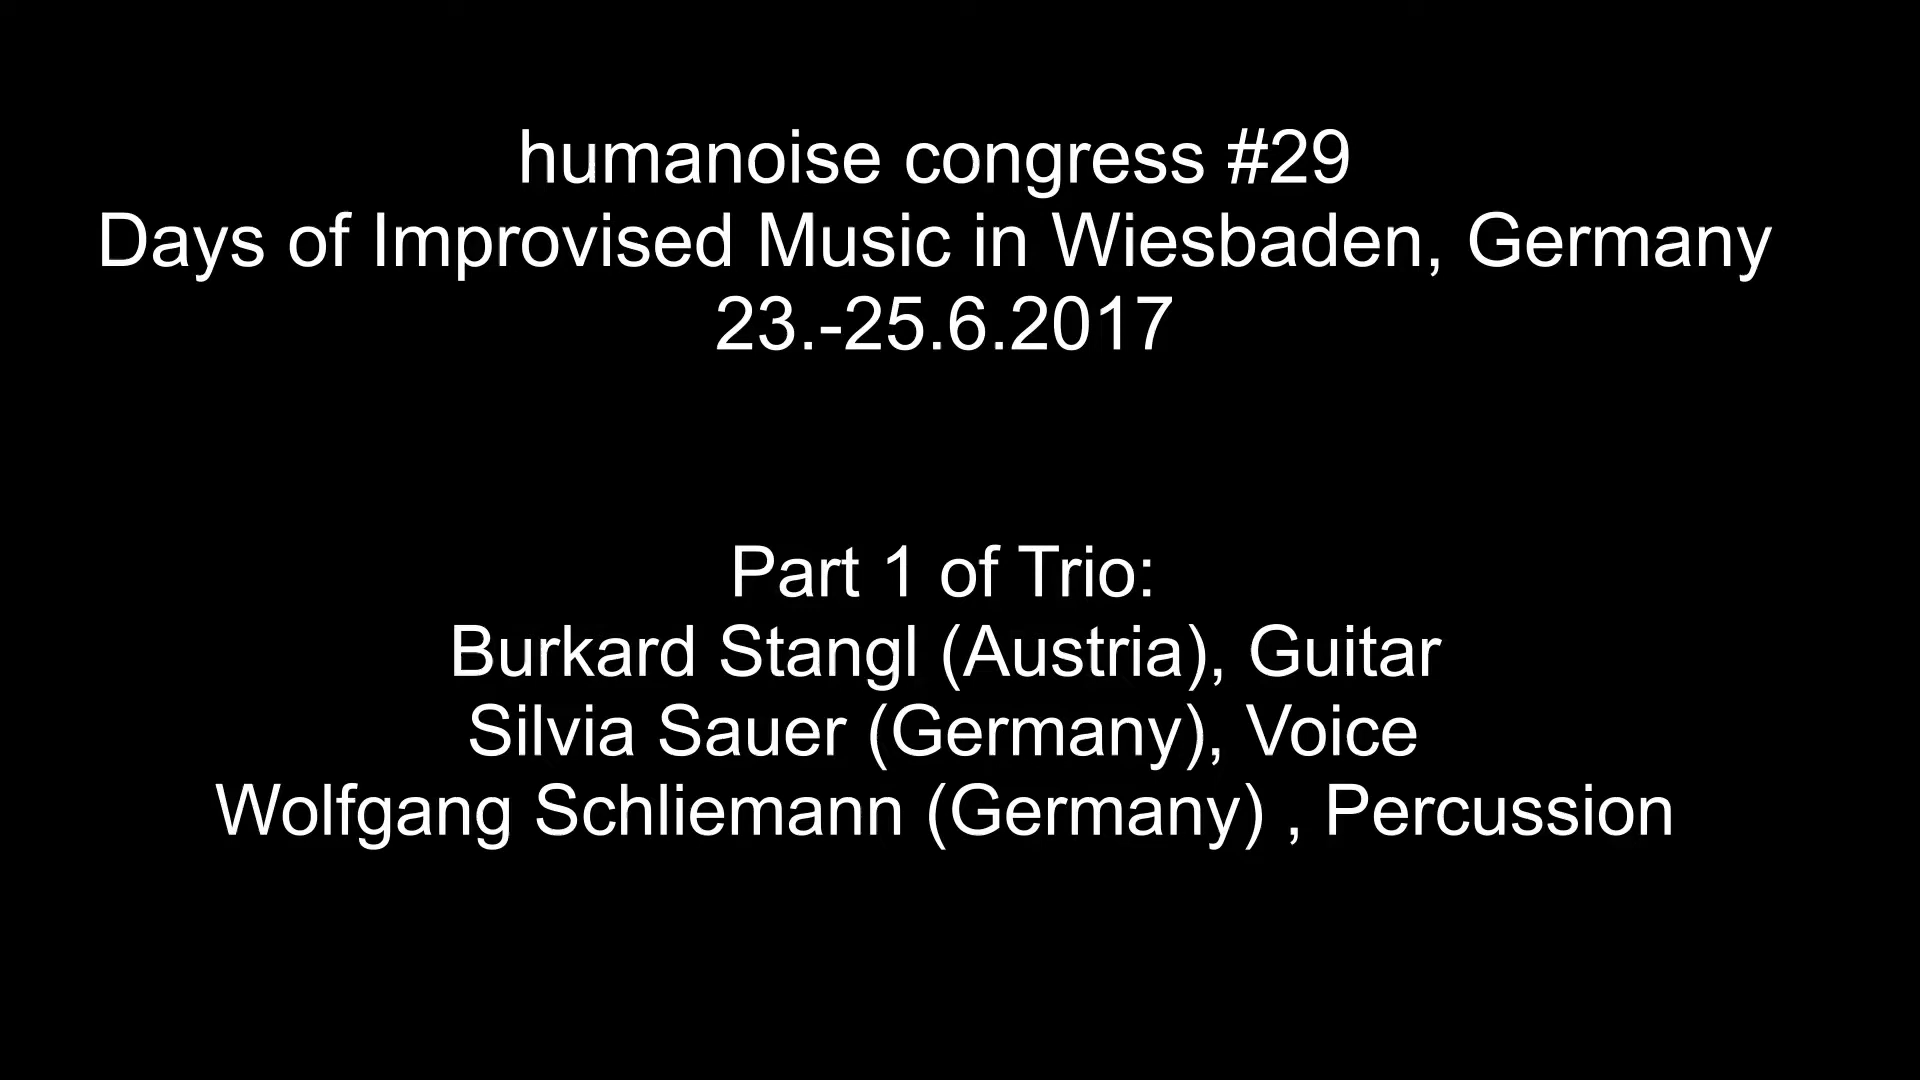 humanoise congress #29
Days of Improvised Music in Wiesbaden, Germany
23.-25.6.2017
Part 1 of Trio:
Burkard Stangl (Austria), Guitar
Silvia Sauer (Germany), Voice
Wolfgang Schliemann (Germany) , Percussion